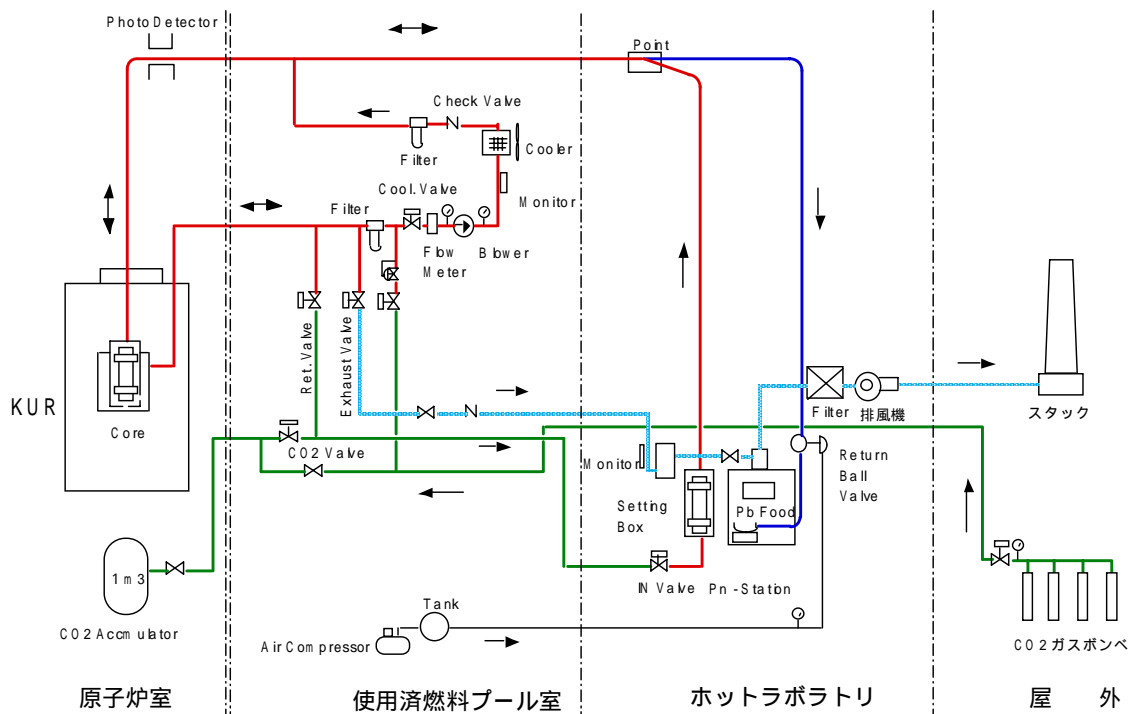 Photo Detector
Point
Check Valve
Cooler
Filter
Cool.Valve
Monitor
Filter
Flow
Meter
Blower
Ret.Valve
Exhaust Valve
KUR
Core
CO2 Valve
Monitor
Setting
Box
Pb Food
Filter
排風機
スタック
Return
Ball
Valve
1m3
CO2 Accmulator
IN Valve
Pn-Station
Tank
Air Compressor
CO2ガスボンベ
原子炉室
使用済燃料プール室
ホットラボラトリ
屋 外